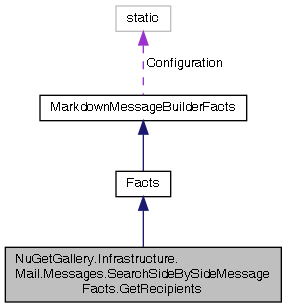 static
Configuration
MarkdownMessageBuilderFacts
Facts
NuGetGallery.Infrastructure.
Mail.Messages.SearchSideBySideMessage
Facts.GetRecipients